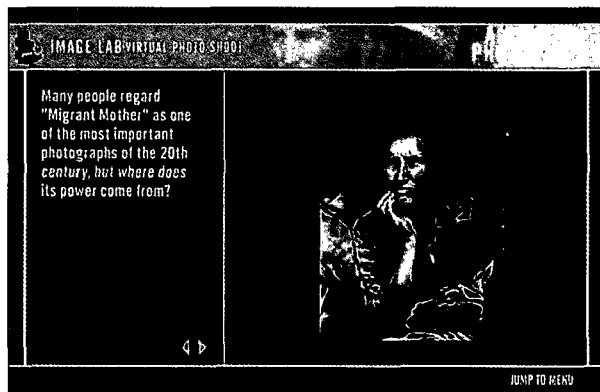 IMAGE LAB VIRTUAL PHOTO SHOOT
Many people regard
"Migrant Mother" as one
of the most important
photographs of the 20th
century, but where does
its power come from?
JUMP TO MENU